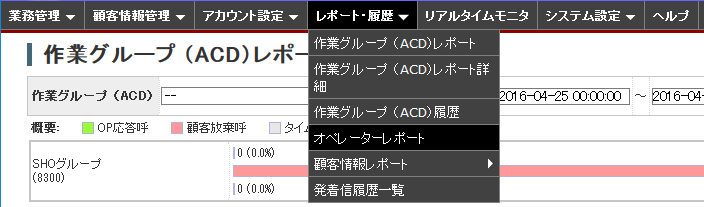 業務管理 ▼ 顧客情報管理 ▼ アカウント設定 ▼ レポート・履歴 ▼ リアルタイムモニタ システム設定 ▼ ヘルプ
作業グループ（ACD）レポー
作業グループ（ACD）レポート
作業グループ（ACD）レポート詳
細
作業グループ（ACD）履歴
オペレーターレポート
顧客情報レポート
発着信履歴一覧
作業グループ（ACD） -- 2016-04-25 00:00:00 ～ 2016-04-
概要: OP応答呼 顧客放棄呼 タイム
SHOグループ
(8300)
0 (0.0%)
0 (0.0%)